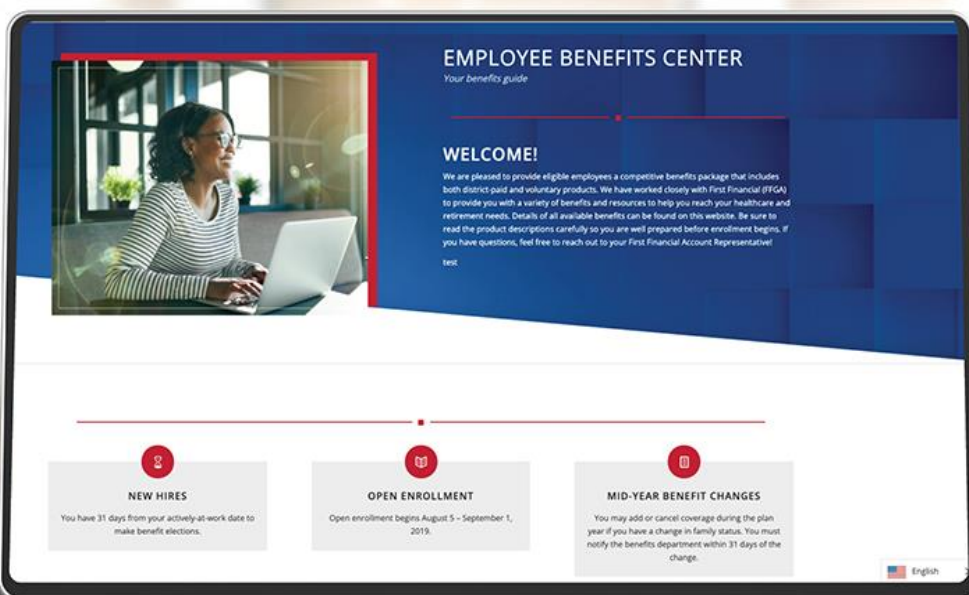 EMPLOYEE BENEFITS CENTER
Your benefits guide
WELCOME!
We are pleased to provide eligible employees a competitive benefits package that includes
both district-paid and voluntary products. We have worked closely with First Financial (FFGA)
to provide you with a variety of benefits and resources to help you reach your healthcare and
retirement needs. Details of all available benefits can be found on this website. Be sure to
read the product descriptions carefully so you are well prepared before enrollment begins. If
you have questions, feel free to reach out to your First Financial Account Representative!
test
NEW HIRES
You have 31 days from your actively-at-work date to
make benefit elections.
OPEN ENROLLMENT
Open enrollment begins August 5 – September 1,
2019.
MID-YEAR BENEFIT CHANGES
You may add or cancel coverage during the plan
year if you have a change in family status. You must
notify the benefits department within 31 days of the
change.
English